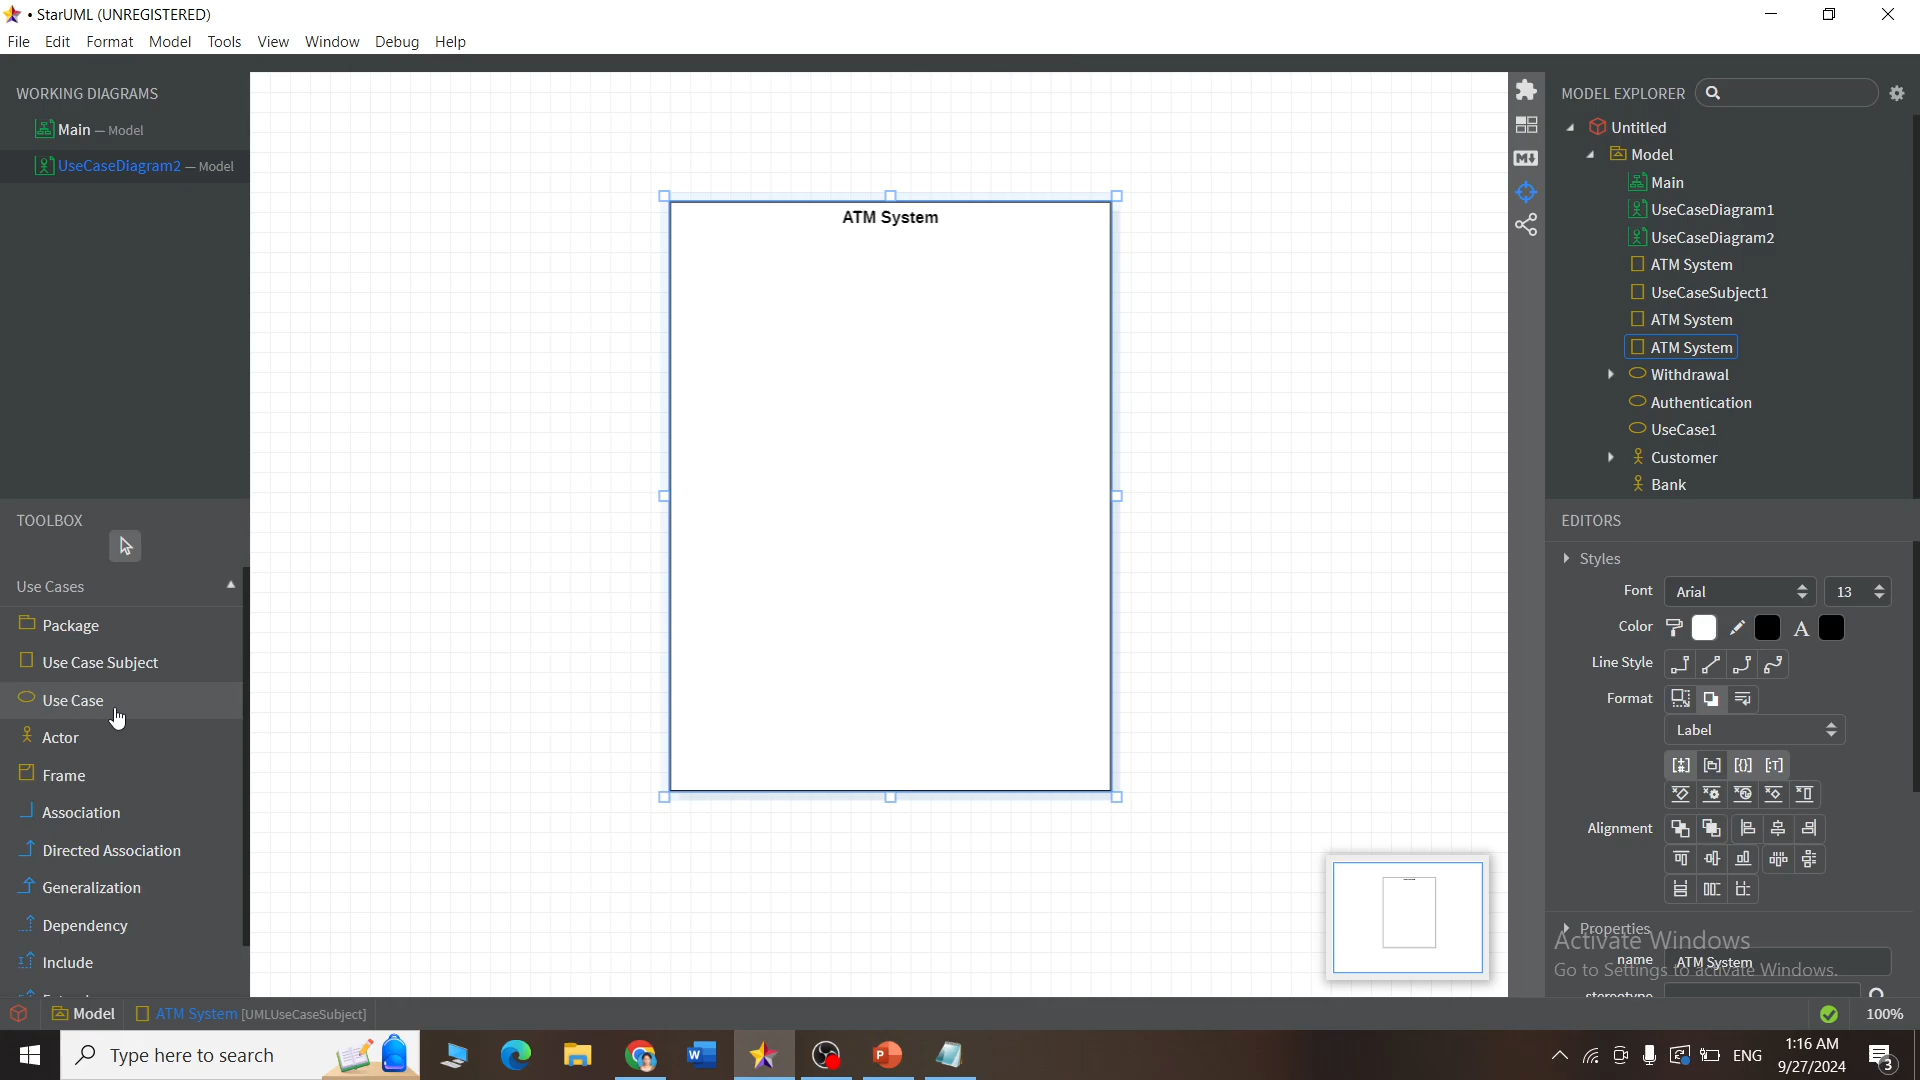 • StarUML (UNREGISTERED)
File Edit Format Model Tools View Window Debug Help
WORKING DIAGRAMS
Main — Model
UseCaseDiagram2 — Model
TOOLBOX
Use Cases
Package
Use Case Subject
Use Case
Actor
Frame
Association
Directed Association
Generalization
Dependency
Include
ATM System
MODEL EXPLORER
Untitled
Model
Main
UseCaseDiagram1
UseCaseDiagram2
ATM System
UseCaseSubject1
ATM System
ATM System
Withdrawal
Authentication
UseCase1
Customer
Bank
EDITORS
Styles
Font Arial 13
Color A
Line Style
Format
Label
Alignment
Properties
name ATM System
Activate Windows
Go to Settings to activate Windows.
Model ATM System [UMLUseCaseSubject] 100%
Type here to search
ENG
1:16 AM
9/27/2024
3